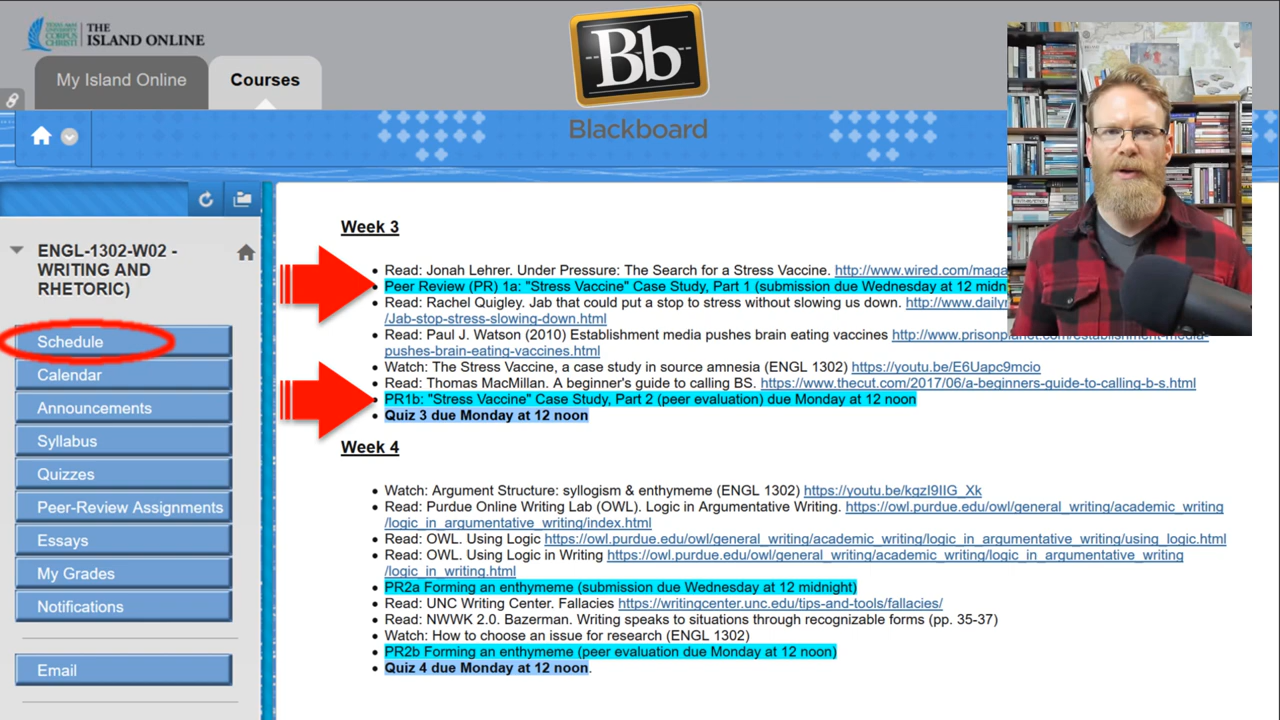 TEXAS A&M
UNIVERSITY
CORPUS
CHRISTI
THE
ISLAND ONLINE
My Island Online
Courses
Bb
Blackboard
ENGL-1302-W02 -
WRITING AND
RHETORIC)
Schedule
Calendar
Announcements
Syllabus
Quizzes
Peer-Review Assignments
Essays
My Grades
Notifications
Email
Week 3
Read: Jonah Lehrer. Under Pressure: The Search for a Stress Vaccine. http://www.wired.com/maga
Peer Review (PR) 1a: "Stress Vaccine" Case Study, Part 1 (submission due Wednesday at 12 midn
Read: Rachel Quigley. Jab that could put a stop to stress without slowing us down. http://www.dailyr
/Jab-stop-stress-slowing-down.html
Read: Paul J. Watson (2010) Establishment media pushes brain eating vaccines http://www.prisonplanet.com/establishment-media-
pushes-brain-eating-vaccines.html
Watch: The Stress Vaccine, a case study in source amnesia (ENGL 1302) https://youtu.be/E6Uapc9mcio
Read: Thomas MacMillan. A beginner's guide to calling BS. https://www.thecut.com/2017/06/a-beginners-guide-to-calling-b-s.html
PR1b: "Stress Vaccine" Case Study, Part 2 (peer evaluation) due Monday at 12 noon
Quiz 3 due Monday at 12 noon
Week 4
Watch: Argument Structure: syllogism & enthymeme (ENGL 1302) https://youtu.be/kgzI9IIG_Xk
Read: Purdue Online Writing Lab (OWL). Logic in Argumentative Writing. https://owl.purdue.edu/owl/general_writing/academic_writing
/logic_in_argumentative_writing/index.html
Read: OWL. Using Logic https://owl.purdue.edu/owl/general_writing/academic_writing/logic_in_argumentative_writing/using_logic.html
Read: OWL. Using Logic in Writing https://owl.purdue.edu/owl/general_writing/academic_writing/logic_in_argumentative_writing
/logic_in_writing.html
PR2a Forming an enthymeme (submission due Wednesday at 12 midnight)
Read: UNC Writing Center. Fallacies https://writingcenter.unc.edu/tips-and-tools/fallacies/
Read: NWWK 2.0. Bazerman. Writing speaks to situations through recognizable forms (pp. 35-37)
Watch: How to choose an issue for research (ENGL 1302)
PR2b Forming an enthymeme (peer evaluation due Monday at 12 noon)
Quiz 4 due Monday at 12 noon.